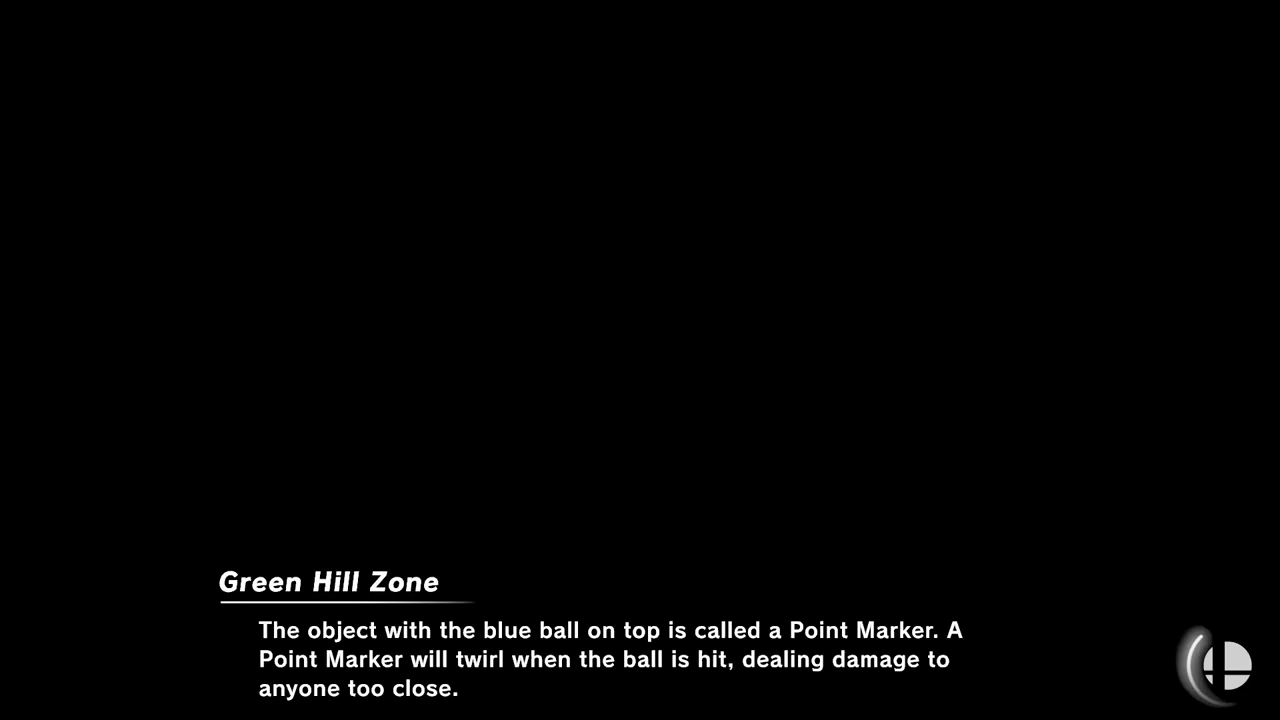 Green Hill Zone
The object with the blue ball on top is called a Point Marker. A
Point Marker will twirl when the ball is hit, dealing damage to
anyone too close.